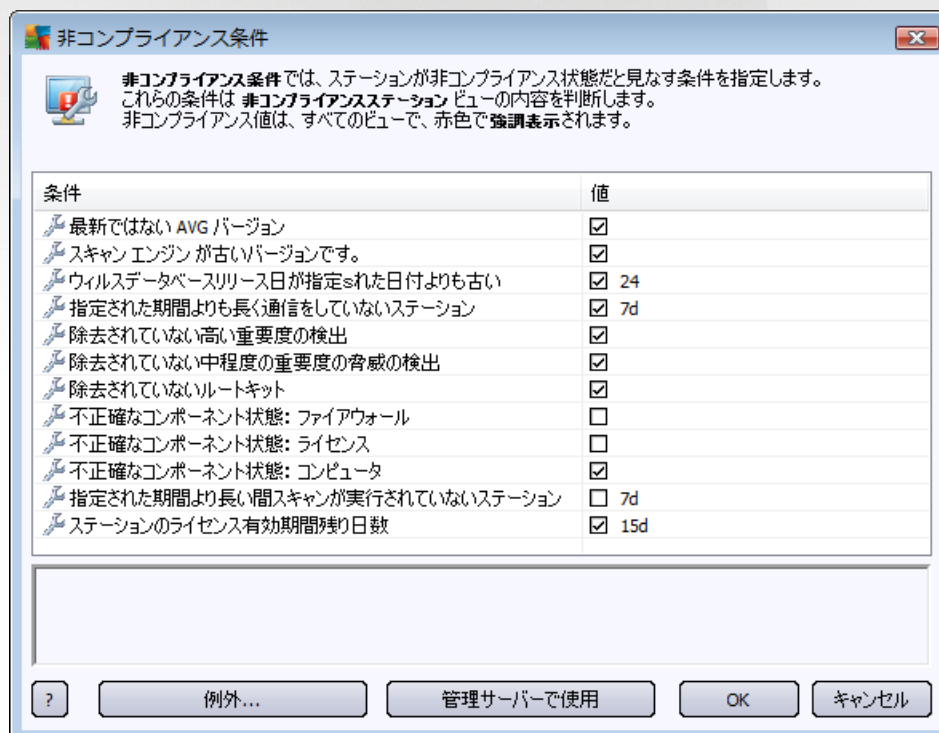 非コンプライアンス条件
非コンプライアンス条件では、ステーションが非コンプライアンス状態だと見なす条件を指定します。
これらの条件は 非コンプライアンスステーション ビューの内容を判断します。
非コンプライアンス値は、すべてのビューで、赤色で強調表示されます。
条件 値
最新ではない AVG バージョン
スキャン エンジン が古いバージョンです。
ウィルスデータベースリリース日が指定sれた日付よりも古い 24
指定された期間よりも長く通信をしていないステーション 7d
除去されていない高い重要度の検出
除去されていない中程度の重要度の脅威の検出
除去されていないルートキット
不正確なコンポーネント状態: ファイアウォール
不正確なコンポーネント状態: ライセンス
不正確なコンポーネント状態: コンピュータ
指定された期間より長い間スキャンが実行されていないステーション 7d
ステーションのライセンス有効期間残り日数 15d
? 例外... 管理サーバーで使用 OK キャンセル